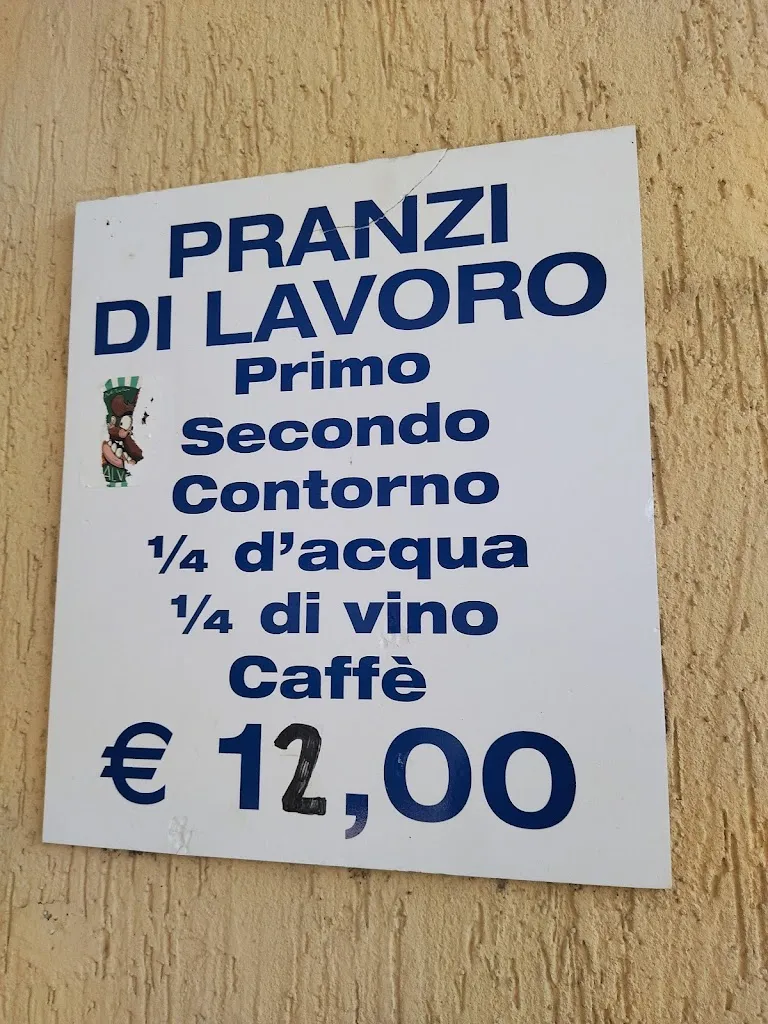 PRANZI
DI LAVORO
Primo
Secondo
Contorno
¼ d'acqua
¼ di vino
Caffè
€ 12,00